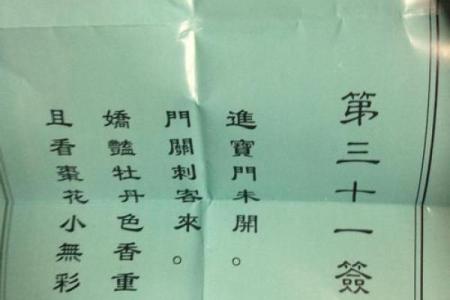 第三十一簽
進寶門未開。
門關刺客來。
嬌豔牡丹色香重
且看棗花小無彩